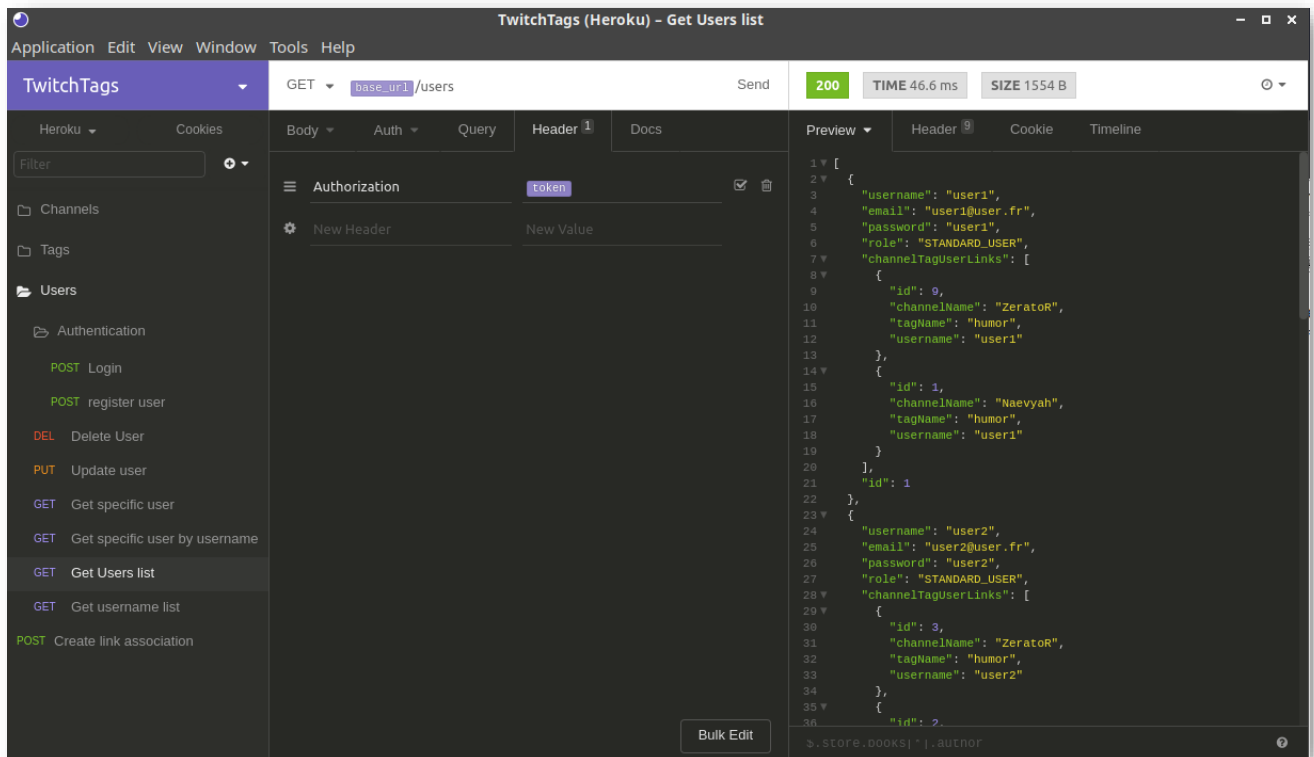 TwitchTags (Heroku) – Get Users list
Application Edit View Window Tools Help
TwitchTags
GET base_url/users Send
200 TIME 46.6 ms SIZE 1554 B
Heroku Cookies
Filter
Channels
Tags
Users
Authentication
POST Login
POST register user
DEL Delete User
PUT Update user
GET Get specific user
GET Get specific user by username
GET Get Users list
GET Get username list
POST Create link association
Body Auth Query Header 1 Docs
Authorization token
New Header New Value
Bulk Edit
Preview Header 9 Cookie Timeline
1 [
2 {
3 "username": "user1",
4 "email": "user1@user.fr",
5 "password": "user1",
6 "role": "STANDARD_USER",
7 "channelTagUserLinks": [
8 {
9 "id": 9,
10 "channelName": "ZeratoR",
11 "tagName": "humor",
12 "username": "user1"
13 },
14 {
15 "id": 1,
16 "channelName": "Naevyah",
17 "tagName": "humor",
18 "username": "user1"
19 }
20 ],
21 "id": 1
22 },
23 {
24 "username": "user2",
25 "email": "user2@user.fr",
26 "password": "user2",
27 "role": "STANDARD_USER",
28 "channelTagUserLinks": [
29 {
30 "id": 3,
31 "channelName": "ZeratoR",
32 "tagName": "humor",
33 "username": "user2"
34 },
35 {
36 "id": 2,
$.store.books[*].author